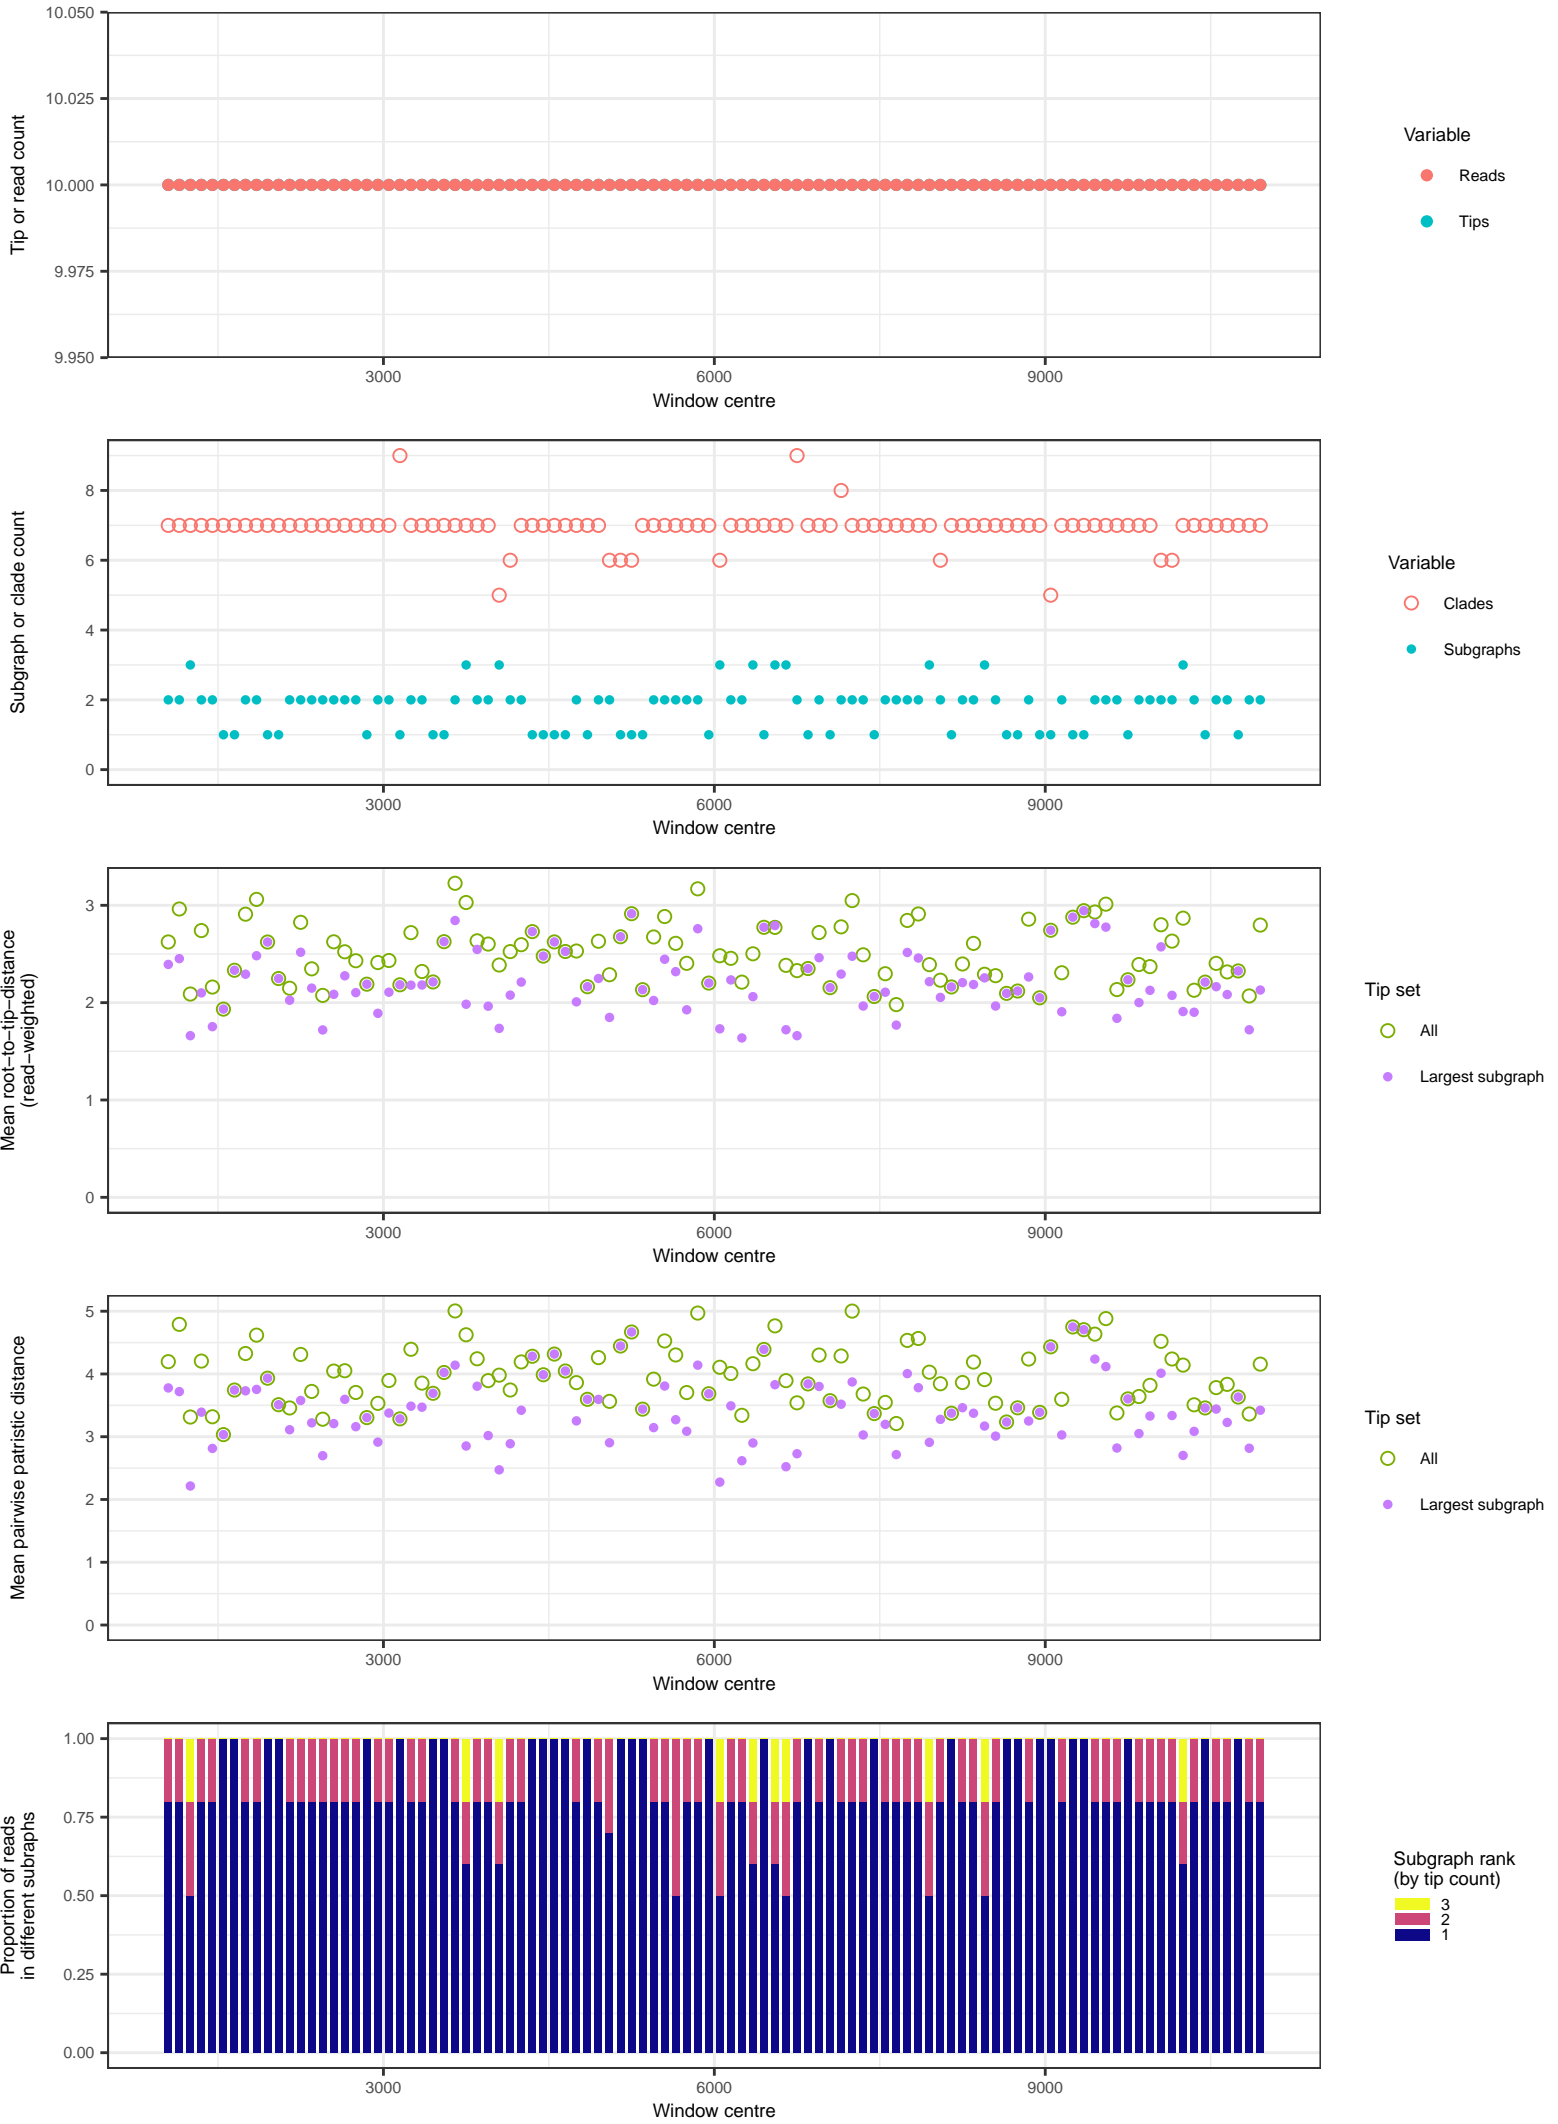 10.050
10.025
10.000
9.975
9.950
Tip or read count
3000
6000
9000
Window centre
Variable
Reads
Tips
8
6
4
2
0
Subgraph or clade count
3000
6000
9000
Window centre
Variable
Clades
Subgraphs
3
2
1
0
Mean root−to−tip−distance
(read−weighted)
3000
6000
9000
Window centre
Tip set
All
Largest subgraph
5
4
3
2
1
0
Mean pairwise patristic distance
3000
6000
9000
Window centre
Tip set
All
Largest subgraph
1.00
0.75
0.50
0.25
0.00
Proportion of reads
in different subraphs
3000
6000
9000
Window centre
Subgraph rank
(by tip count)
3
2
1